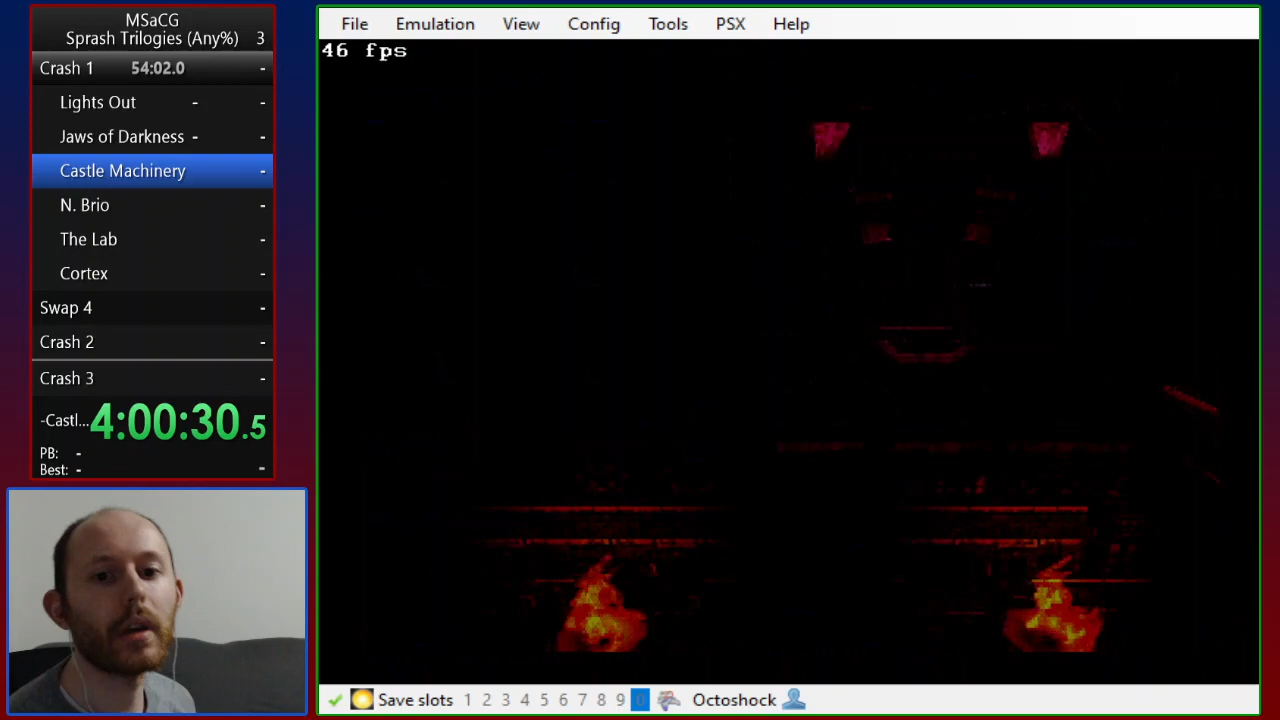 MSaCG
Sprash Trilogies (Any%) 3
Crash 1 54:02.0 -
Lights Out - -
Jaws of Darkness - -
Castle Machinery -
N. Brio -
The Lab -
Cortex -
Swap 4 -
Crash 2 -
Crash 3 -
-Castl... 4:00:30.5
PB: -
Best: - -
File Emulation View Config Tools PSX Help
46 fps
Save slots 1 2 3 4 5 6 7 8 9 0 Octoshock